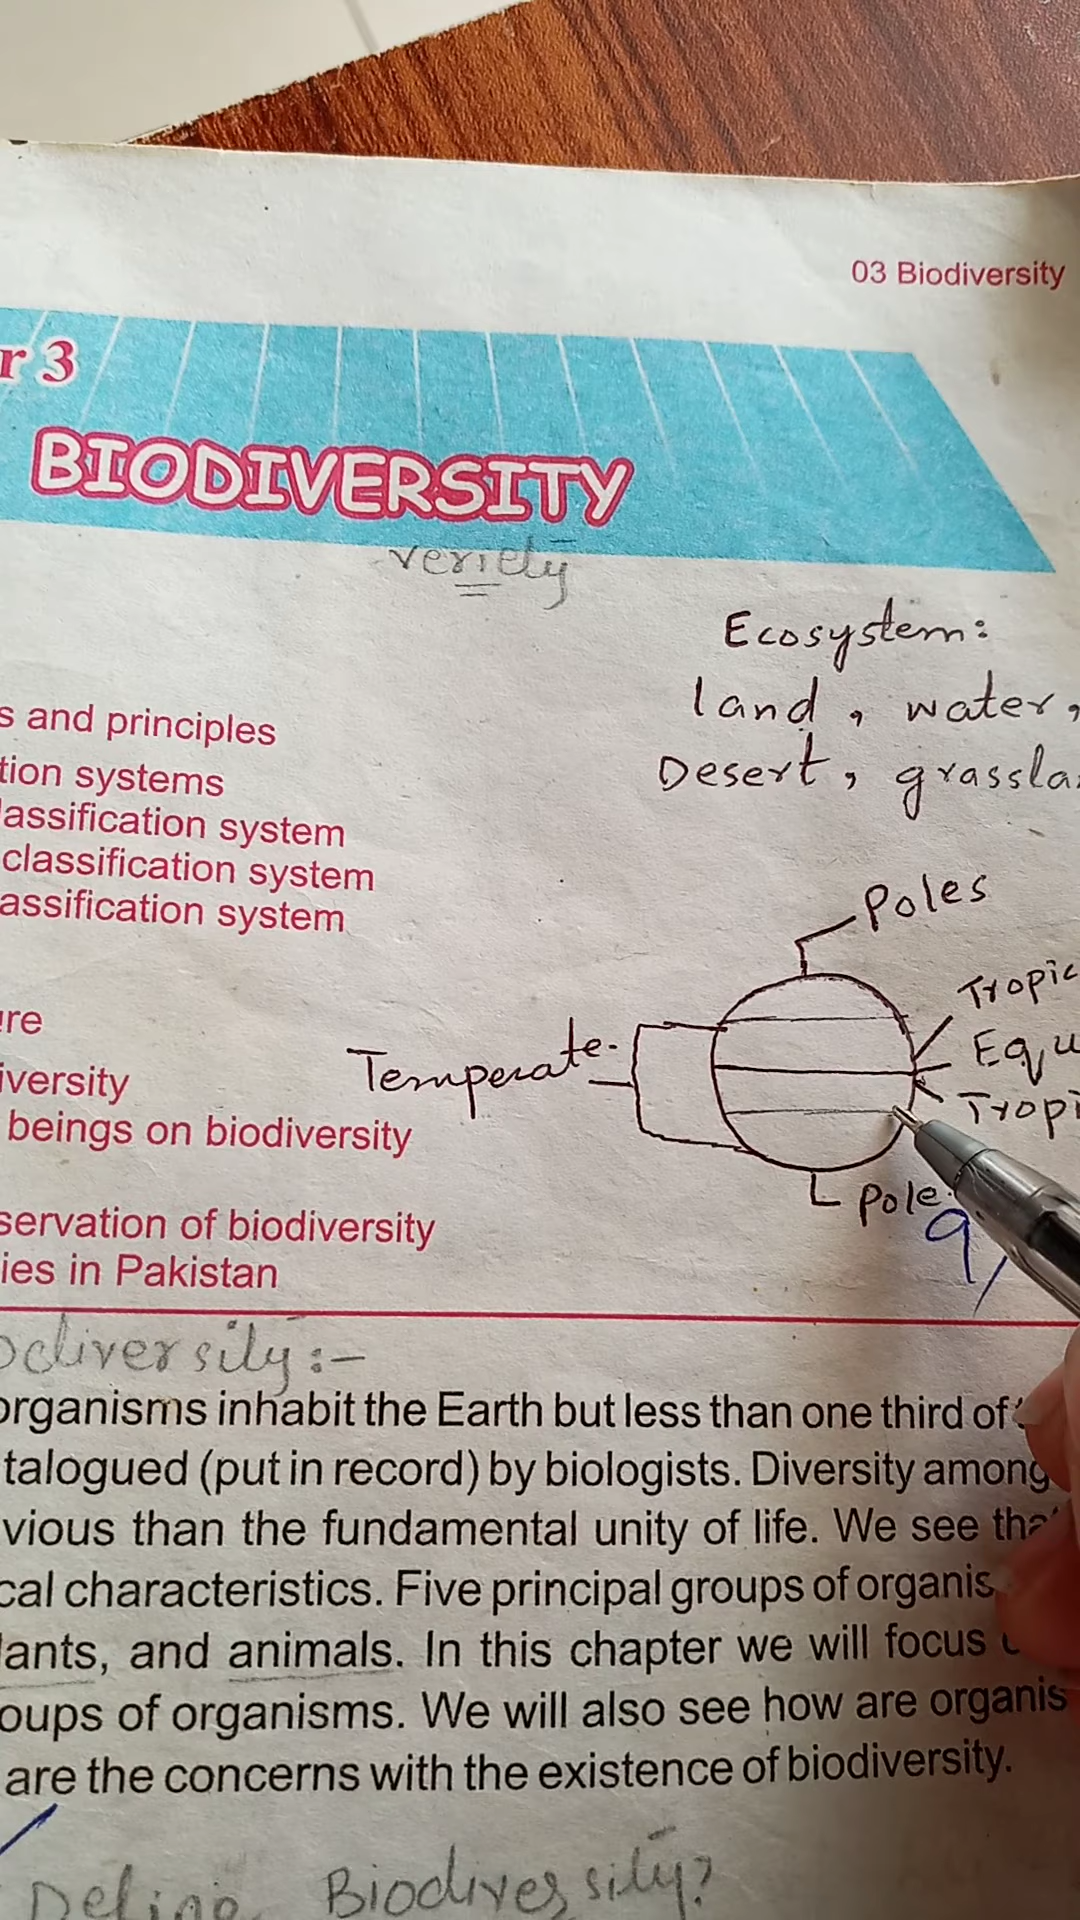 03 Biodiversity
r 3
BIODIVERSITY
veriety
Ecosystem:
land, water,
Desert, grassla
s and principles
tion systems
lassification system
classification system
assification system
Poles
Tropic
Equ
Tropi
Temperate
Pole
9
ure
iversity
beings on biodiversity
servation of biodiversity
ies in Pakistan
odiversity:-
organisms inhabit the Earth but less than one third of
talogued (put in record) by biologists. Diversity among
vious than the fundamental unity of life. We see tha
cal characteristics. Five principal groups of organis
lants, and animals. In this chapter we will focus
oups of organisms. We will also see how are organis
are the concerns with the existence of biodiversity.
Define Biodiversity?